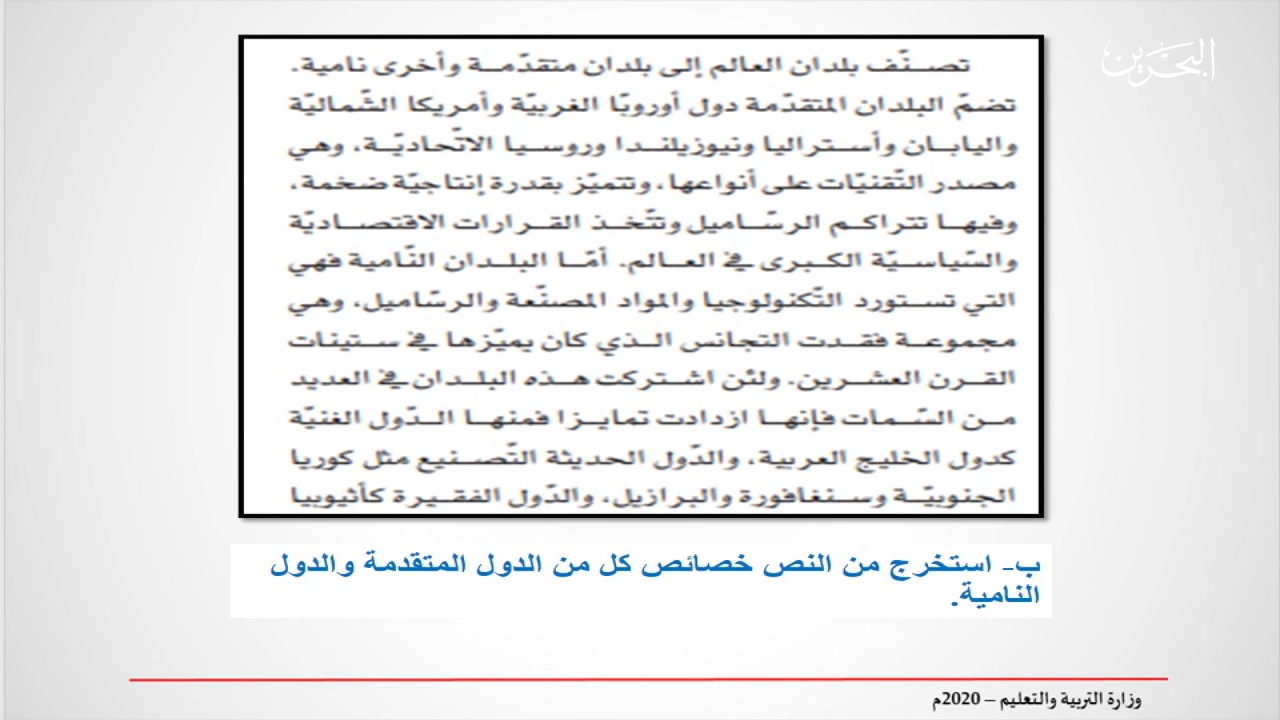 البحرين
تصنّف بلدان العالم إلى بلدان متقدّمة وأخرى نامية.
تضمّ البلدان المتقدّمة دول أوروبّا الغربيّة وأمريكا الشّماليّة
واليابان وأستراليا ونيوزيلندا وروسيا الاتّحاديّة، وهي
مصدر التّقنيّات على أنواعها، وتتميّز بقدرة إنتاجيّة ضخمة،
وفيها تتراكم الرسّاميل وتتّخذ القرارات الاقتصاديّة
والسّياسيّة الكبرى في العالم. أمّا البلدان النّامية فهي
التي تستورد التّكنولوجيا والمواد المصنّعة والرسّاميل، وهي
مجموعة فقدت التجانس الذي كان يميّزها في ستينات
القرن العشرين. ولئن اشتركت هذه البلدان في العديد
من السّمات فإنها ازدادت تمايزا فمنها الدّول الغنيّة
كدول الخليج العربية، والدّول الحديثة التّصنيع مثل كوريا
الجنوبيّة وسنغافورة والبرازيل، والدّول الفقيرة كأثيوبيا
ب- استخرج من النص خصائص كل من الدول المتقدمة والدول
النامية.
وزارة التربية والتعليم – 2020م